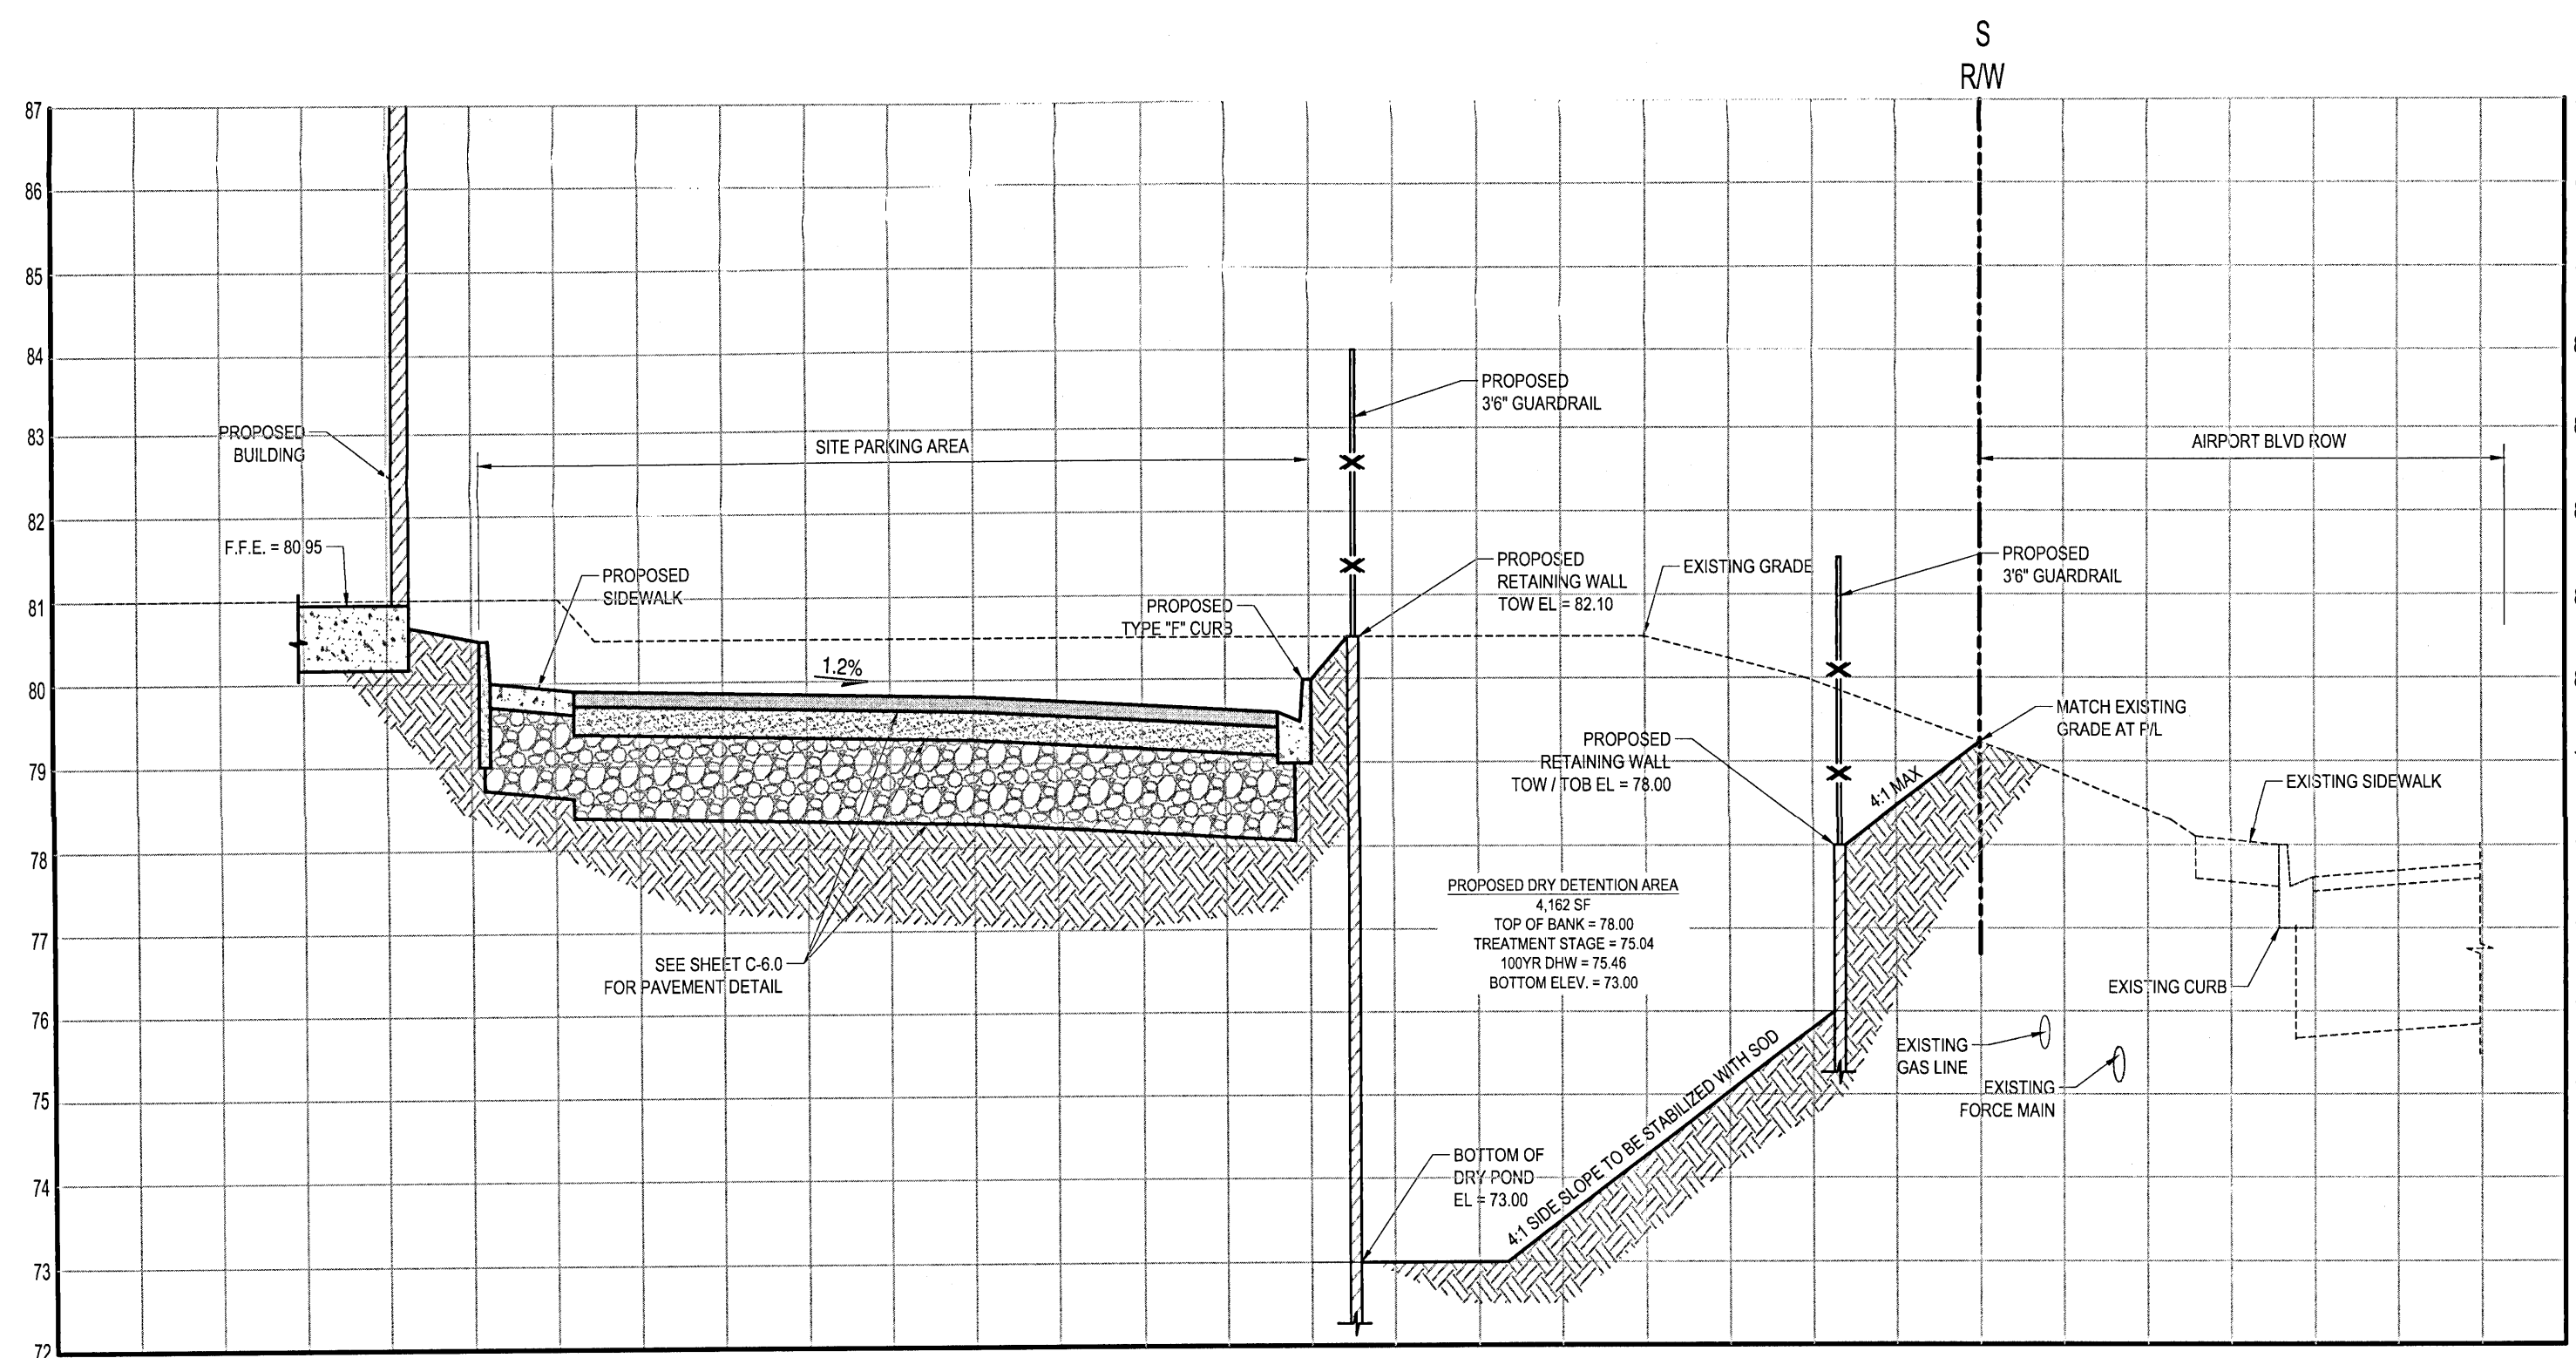 S
R/W
87
86
85
84
83
82
81
80
79
78
77
76
75
74
73
72
PROPOSED
BUILDING
F.F.E. = 80.95
SITE PARKING AREA
PROPOSED
SIDEWALK
1.2%
PROPOSED
TYPE "F" CURB
SEE SHEET C-6.0
FOR PAVEMENT DETAIL
PROPOSED
3'6" GUARDRAIL
PROPOSED
RETAINING WALL
TOW EL = 82.10
EXISTING GRADE
AIRPORT BLVD ROW
PROPOSED
3'6" GUARDRAIL
PROPOSED
RETAINING WALL
TOW / TOB EL = 78.00
4:1 MAX
MATCH EXISTING
GRADE AT P/L
EXISTING SIDEWALK
PROPOSED DRY DETENTION AREA
4,162 SF
TOP OF BANK = 78.00
TREATMENT STAGE = 75.04
100YR DHW = 75.46
BOTTOM ELEV. = 73.00
EXISTING CURB
EXISTING
GAS LINE
EXISTING
FORCE MAIN
4:1 SIDE SLOPE TO BE STABILIZED WITH SOD
BOTTOM OF
DRY POND
EL = 73.00